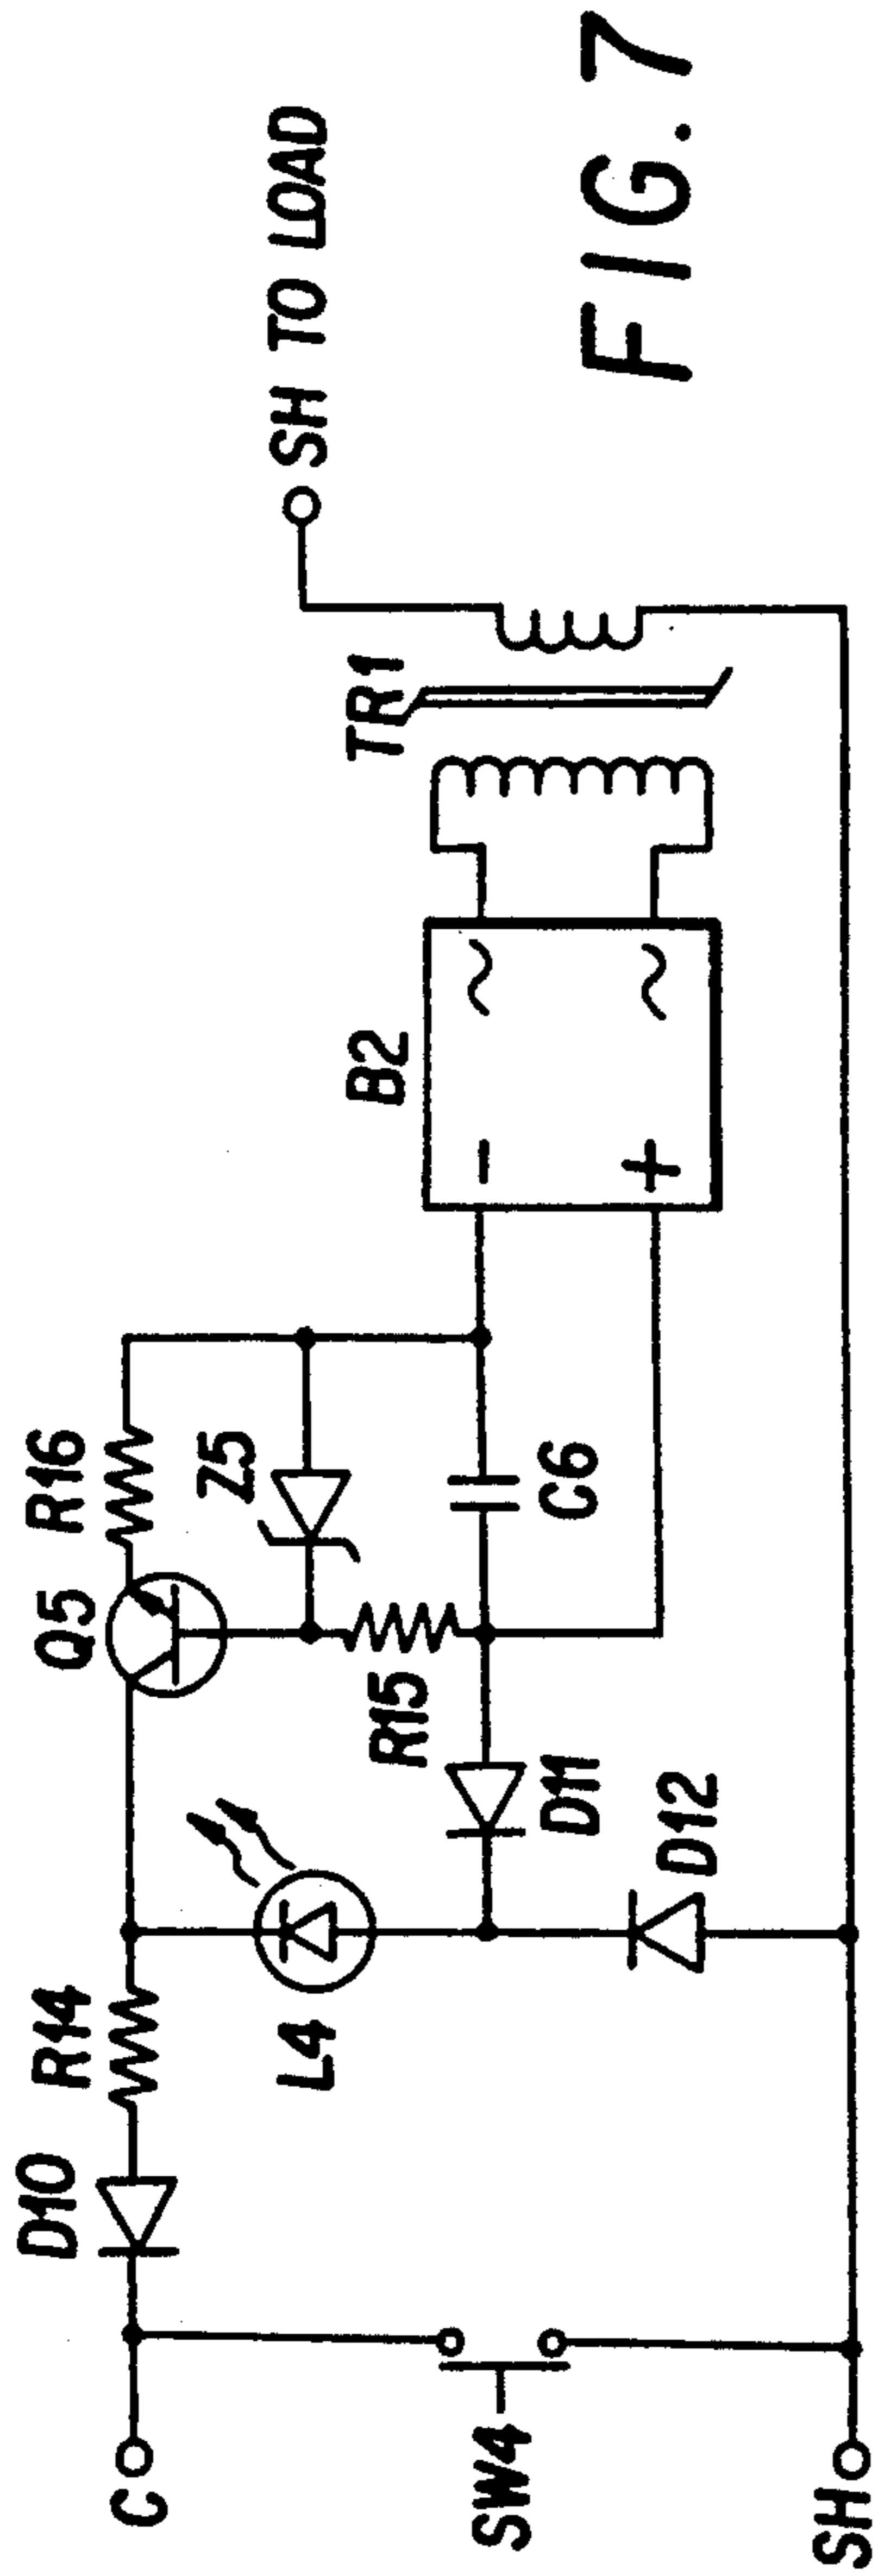 C
SH
SW4
D10
R14
L4
D12
D11
R15
Q5
R16
Z5
C6
B2
-
+
~
~
TR1
SH TO LOAD
FIG. 7